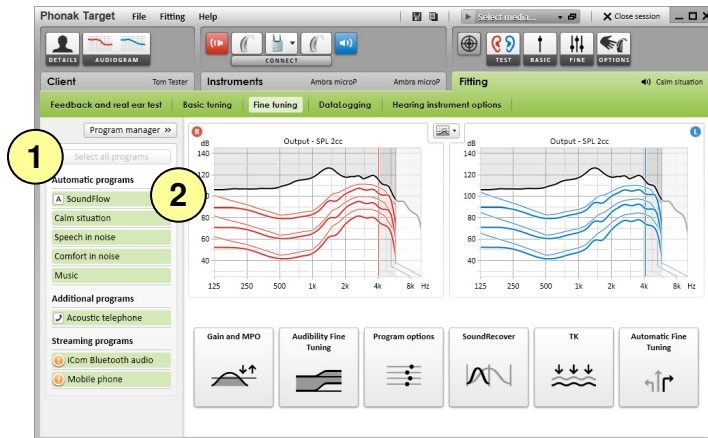 Phonak Target File Fitting Help
Select media... Close session
DETAILS AUDIOGRAM CONNECT TEST BASIC FINE OPTIONS
Client Tom Tester Instruments Ambra microP Ambra microP Fitting Calm situation
Feedback and real ear test Basic tuning Fine tuning DataLogging Hearing instrument options
Program manager »
1
Select all programs
Automatic programs
2
A SoundFlow
Calm situation
Speech in noise
Comfort in noise
Music
Additional programs
Acoustic telephone
Streaming programs
iCom Bluetooth audio
Mobile phone
R
dB Output - SPL 2cc
140
120
100
80
60
40
125 250 500 1k 2k 4k 8k Hz
L
dB Output - SPL 2cc
140
120
100
80
60
40
125 250 500 1k 2k 4k 8k Hz
Gain and MPO
Audibility Fine
Tuning
Program options
SoundRecover
TK
Automatic Fine
Tuning